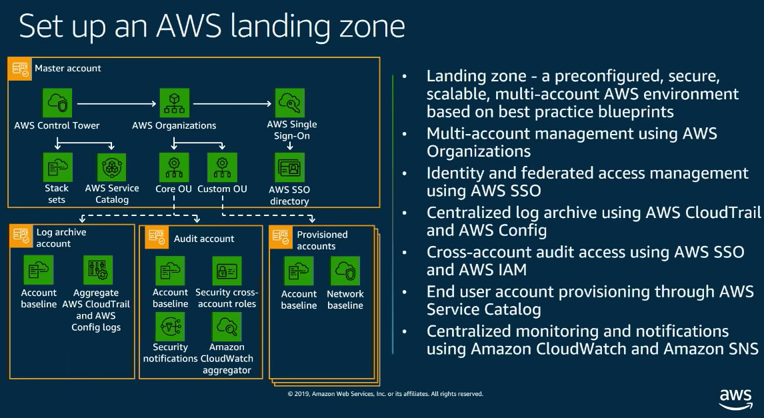 Set up an AWS landing zone
Master account
AWS Control Tower
AWS Organizations
AWS Single
Sign-On
Stack
sets
AWS Service
Catalog
Core OU
Custom OU
AWS SSO
directory
Log archive
account
Account
baseline
Aggregate
AWS CloudTrail
and AWS
Config logs
Audit account
Account
baseline
Security cross-
account roles
Security
notifications
Amazon
CloudWatch
aggregator
Provisioned
accounts
Account
baseline
Network
baseline
• Landing zone - a preconfigured, secure,
scalable, multi-account AWS environment
based on best practice blueprints
• Multi-account management using AWS
Organizations
• Identity and federated access management
using AWS SSO
• Centralized log archive using AWS CloudTrail
and AWS Config
• Cross-account audit access using AWS SSO
and AWS IAM
• End user account provisioning through AWS
Service Catalog
• Centralized monitoring and notifications
using Amazon CloudWatch and Amazon SNS
© 2019, Amazon Web Services, Inc. or its affiliates. All rights reserved.
aws